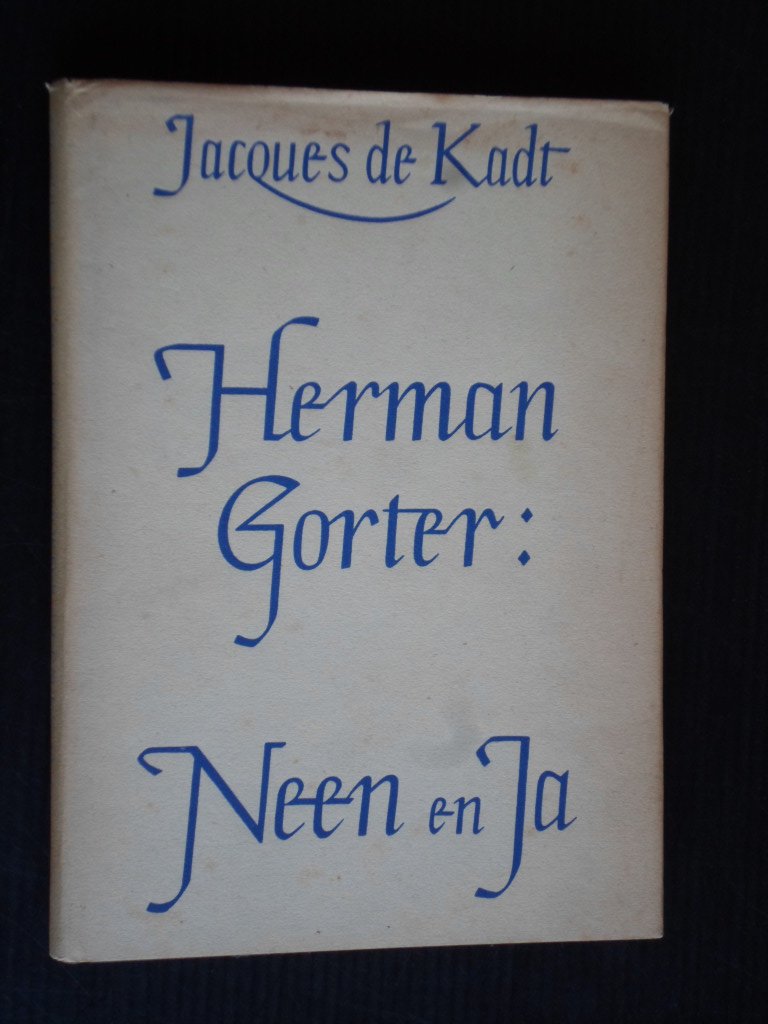 Jacques de Kadt
Herman
Gorter:
Neen en Ja